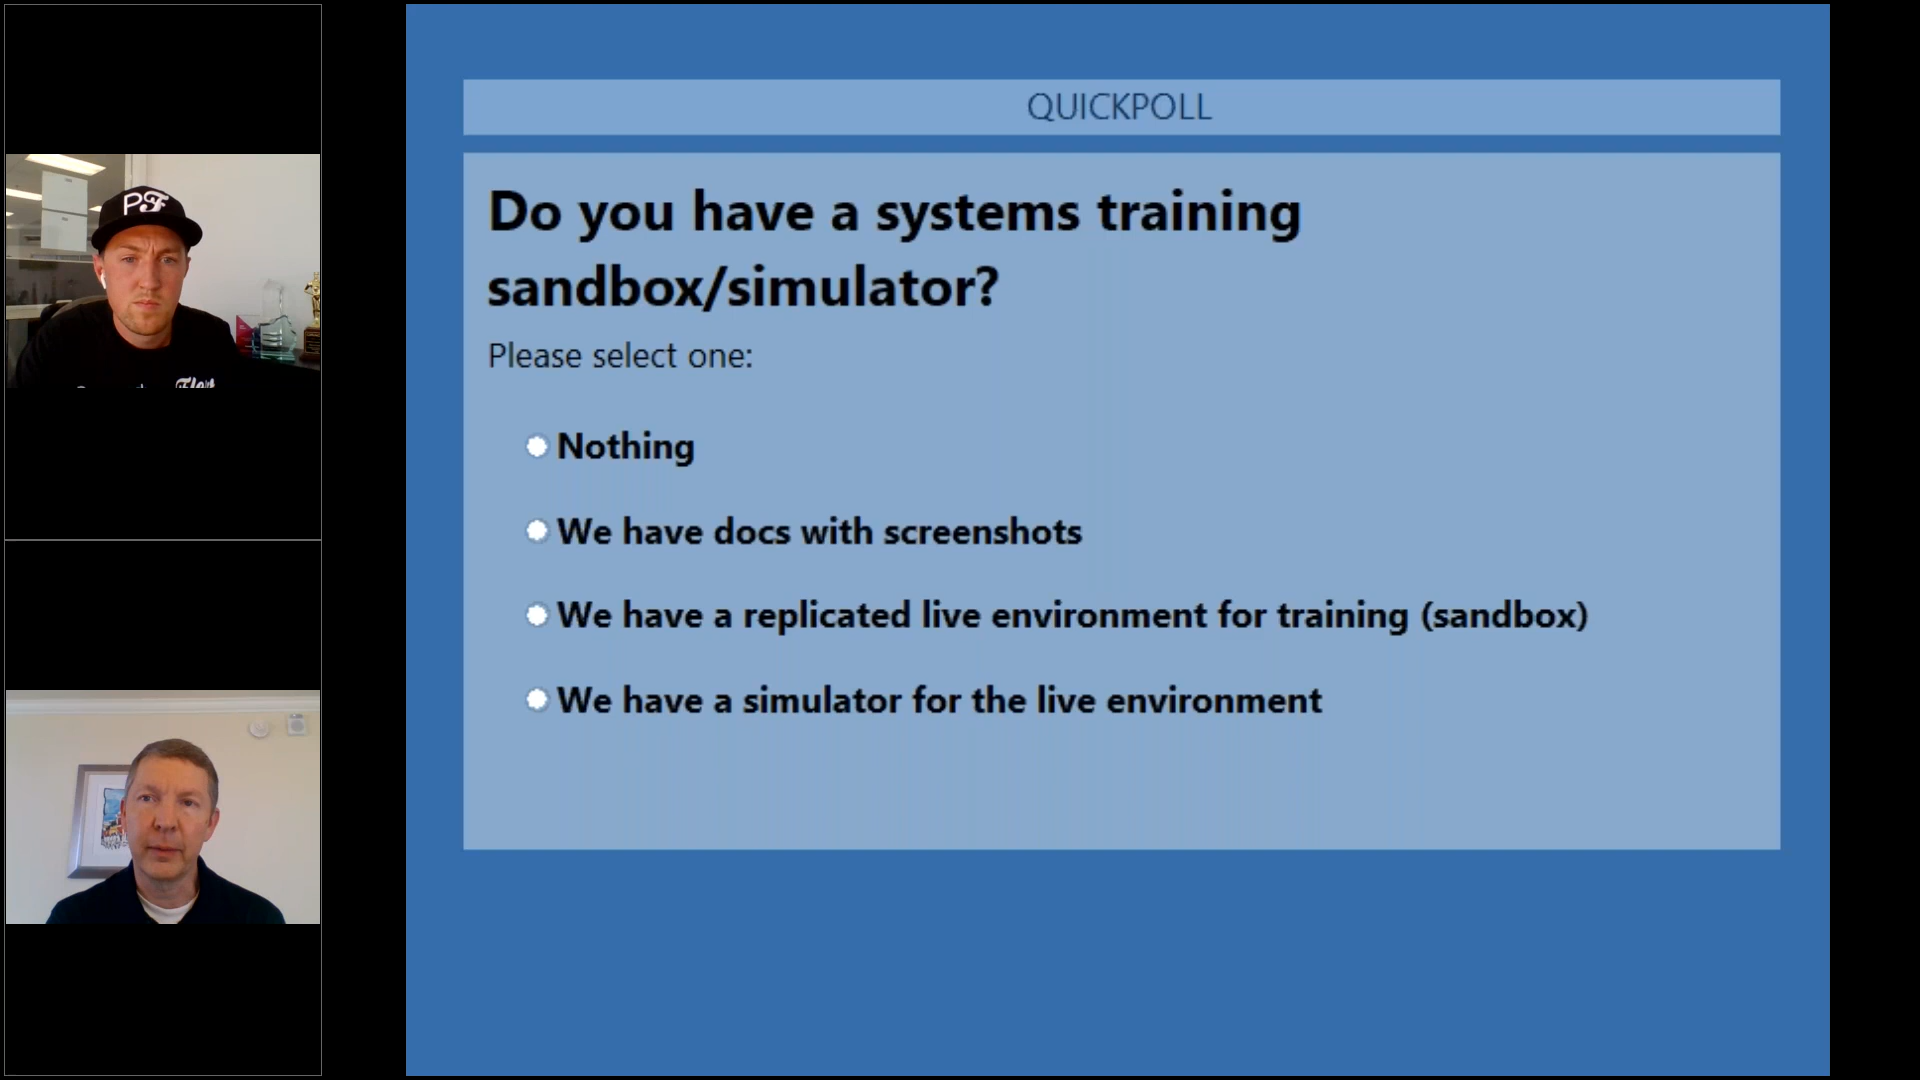 PF
QUICKPOLL
Do you have a systems training
sandbox/simulator?
Please select one:
Nothing
We have docs with screenshots
We have a replicated live environment for training (sandbox)
We have a simulator for the live environment